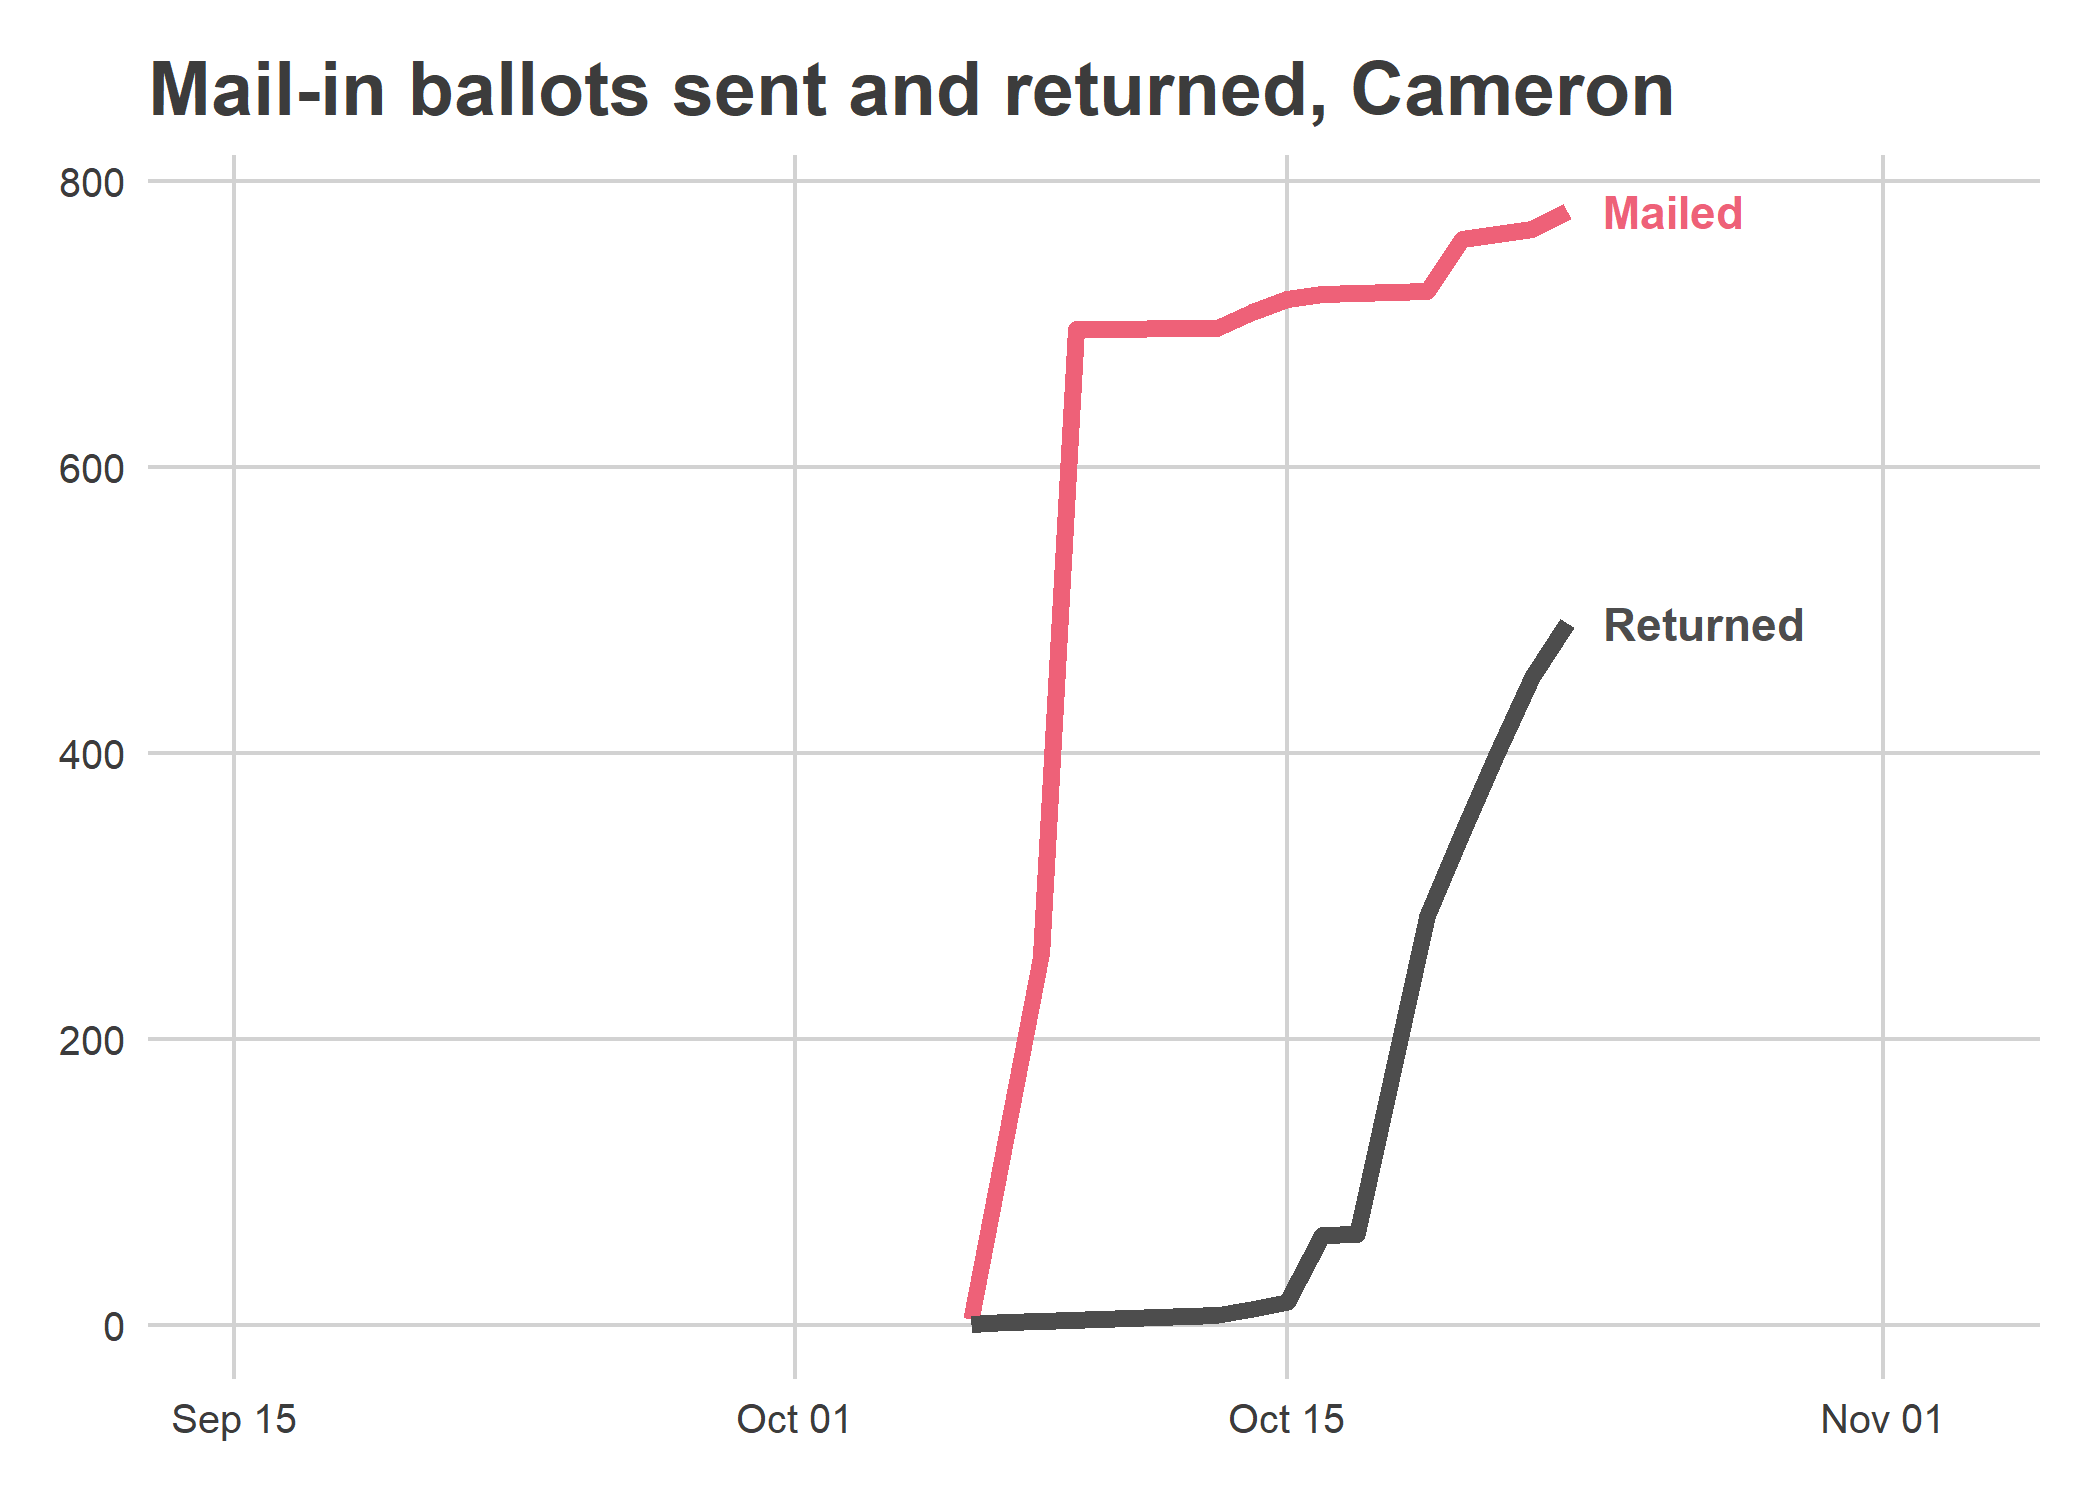 Mail-in ballots sent and returned, Cameron
800
Mailed
600
Returned
400
200
0
Sep 15
Oct 01
Oct 15
Nov 01